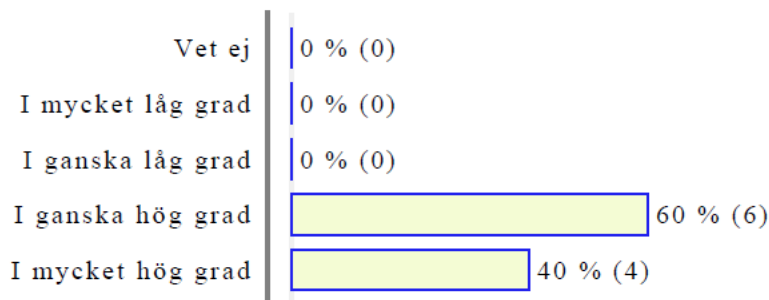 Vet ej 0 % (0)
I mycket låg grad 0 % (0)
I ganska låg grad 0 % (0)
I ganska hög grad 60 % (6)
I mycket hög grad 40 % (4)